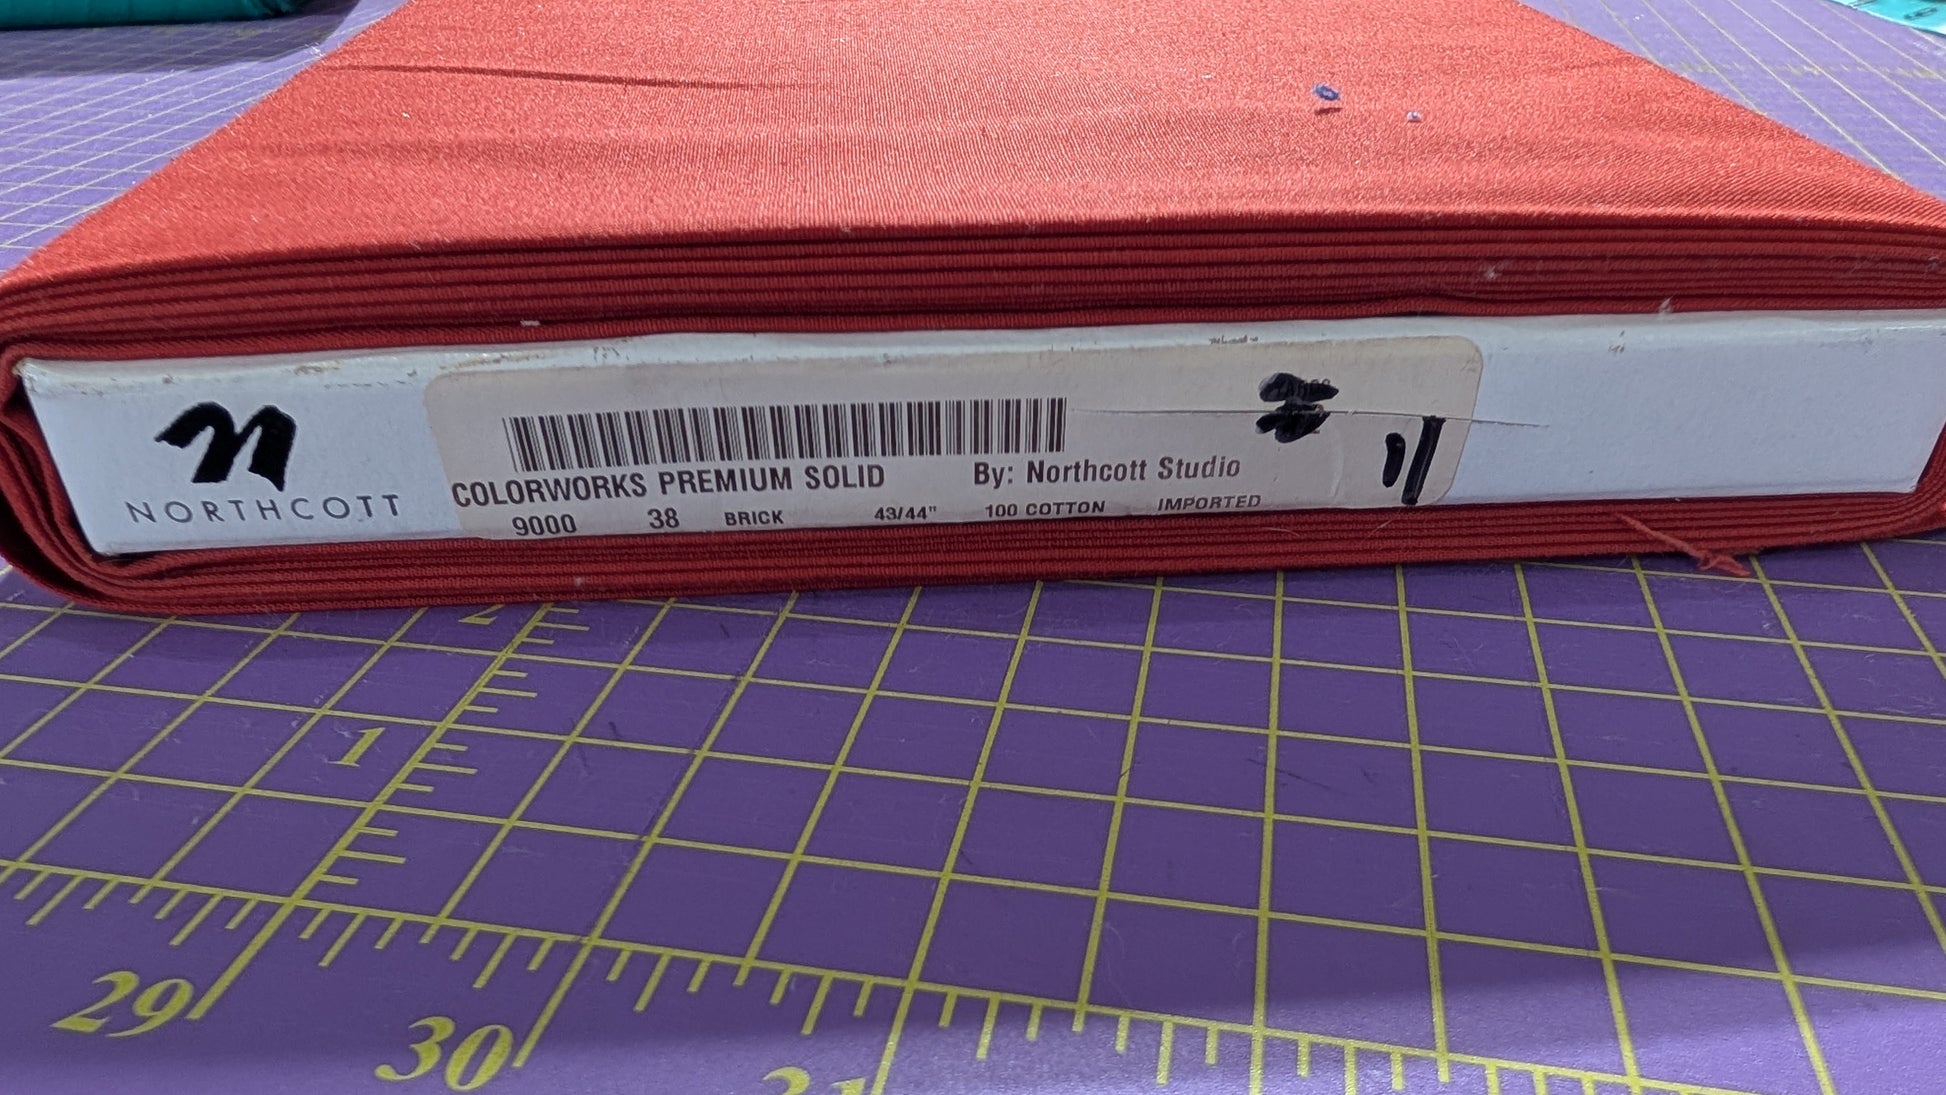 NORTHCOTT
COLORWORKS PREMIUM SOLID By: Northcott Studio
9000 38 BRICK 43/44" 100 COTTON IMPORTED
2
1
29 30 31